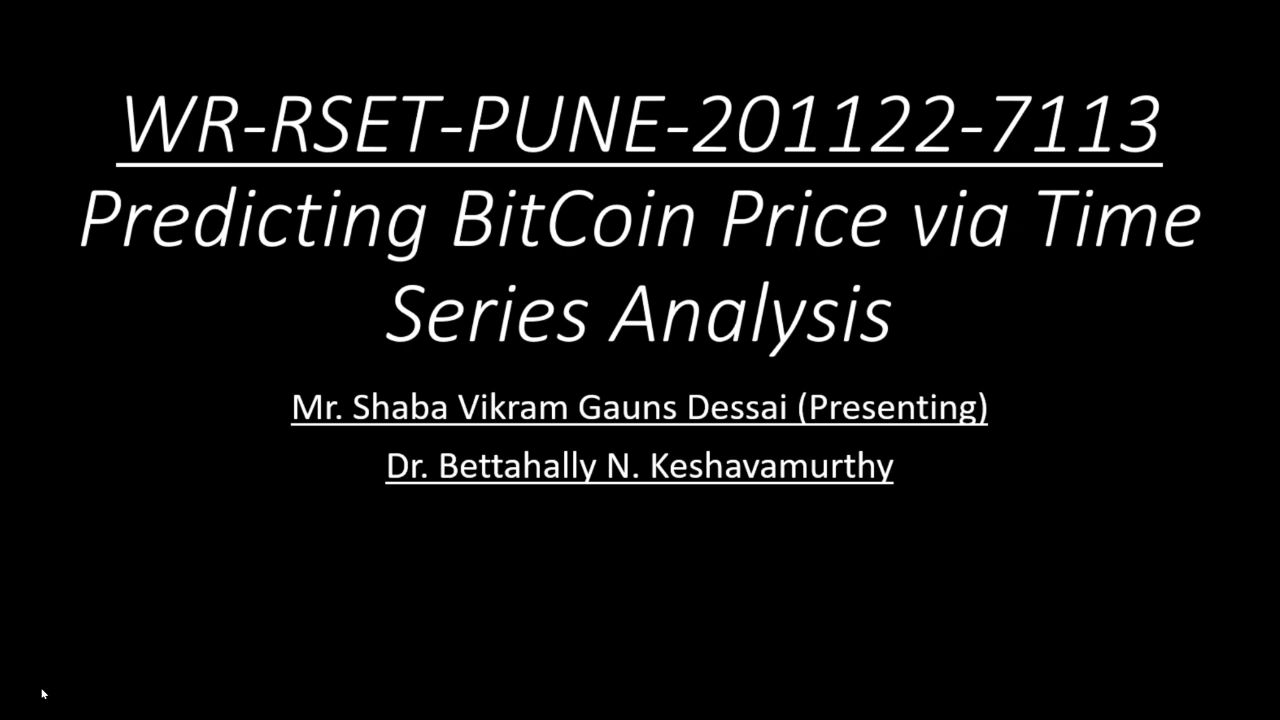 WR-RSET-PUNE-201122-7113
Predicting BitCoin Price via Time
Series Analysis
Mr. Shaba Vikram Gauns Dessai (Presenting)
Dr. Bettahally N. Keshavamurthy